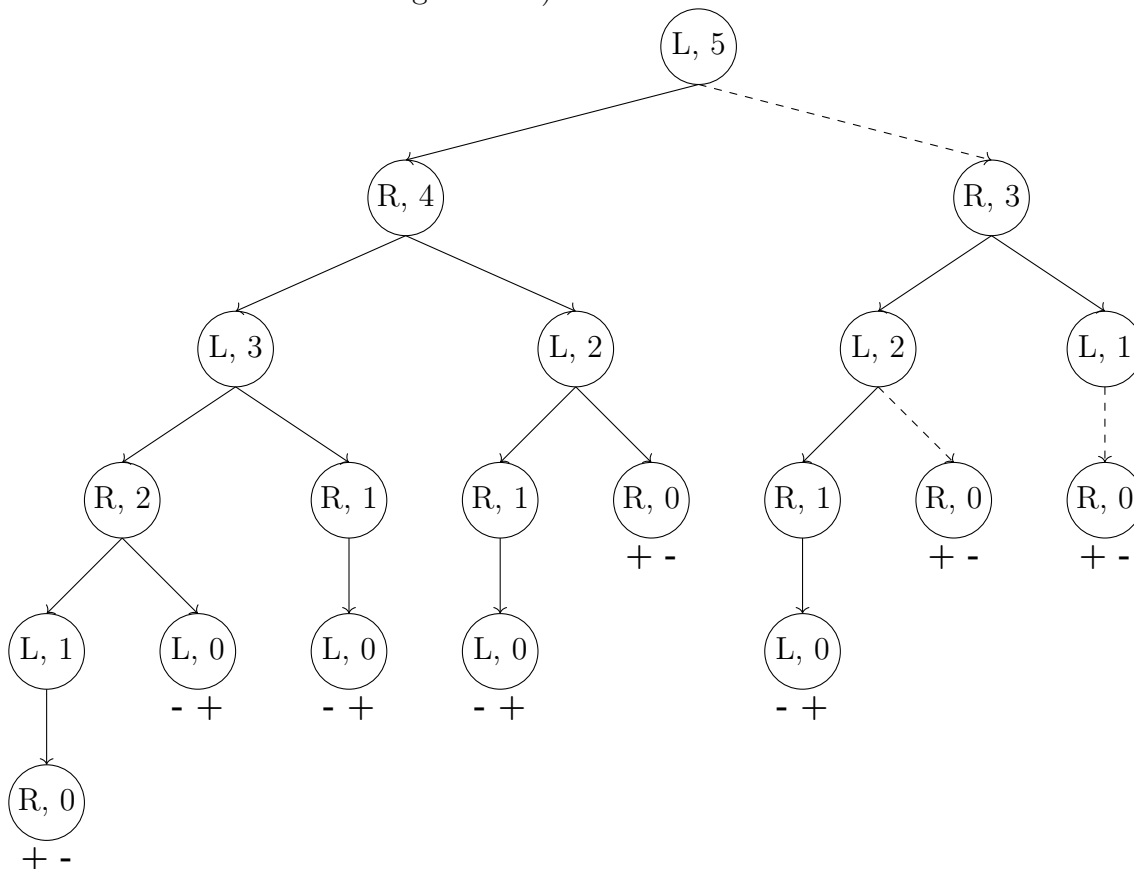 L, 5
R, 4 R, 3
L, 3 L, 2 L, 2 L, 1
R, 2 R, 1 R, 1 R, 0 R, 1 R, 0 R, 0
+ - + - + -
L, 1 L, 0 L, 0 L, 0 L, 0
- + - + - + - +
R, 0
+ -